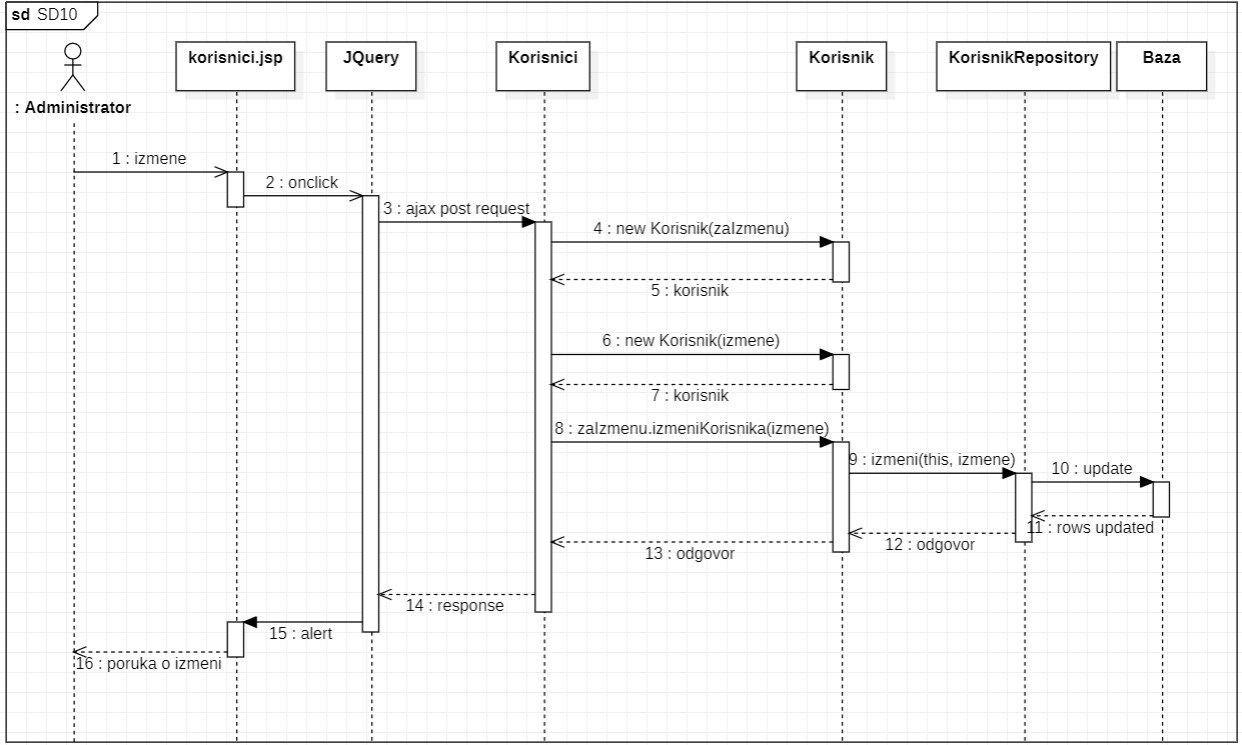 sd SD10
korisnici.jsp
JQuery
Korisnici
Korisnik
KorisnikRepository
Baza
: Administrator
1 : izmene
2 : onclick
3 : ajax post request
4 : new Korisnik(zaIzmenu)
5 : korisnik
6 : new Korisnik(izmene)
7 : korisnik
8 : zaIzmenu.izmeniKorisnika(izmene)
9 : izmeni(this, izmene)
10 : update
11 : rows updated
12 : odgovor
13 : odgovor
14 : response
15 : alert
16 : poruka o izmeni